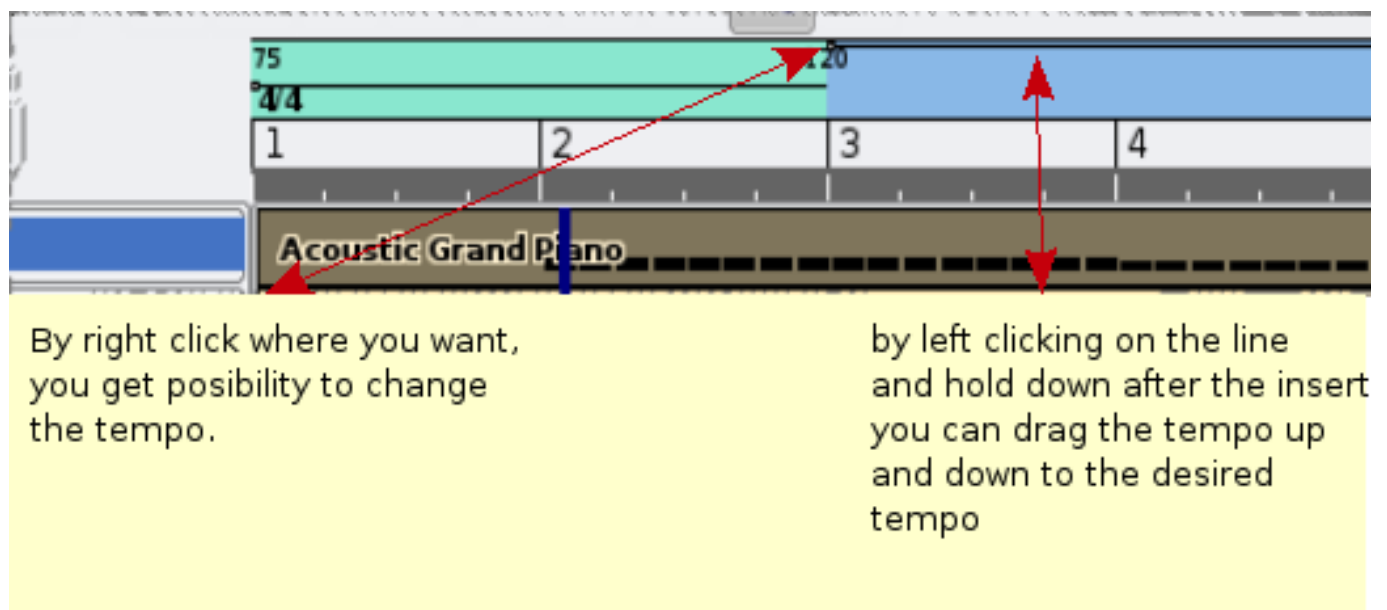 75
120
4/4
1
2
3
4
Acoustic Grand Piano
By right click where you want,
you get posibility to change
the tempo.
by left clicking on the line
and hold down after the insert
you can drag the tempo up
and down to the desired
tempo